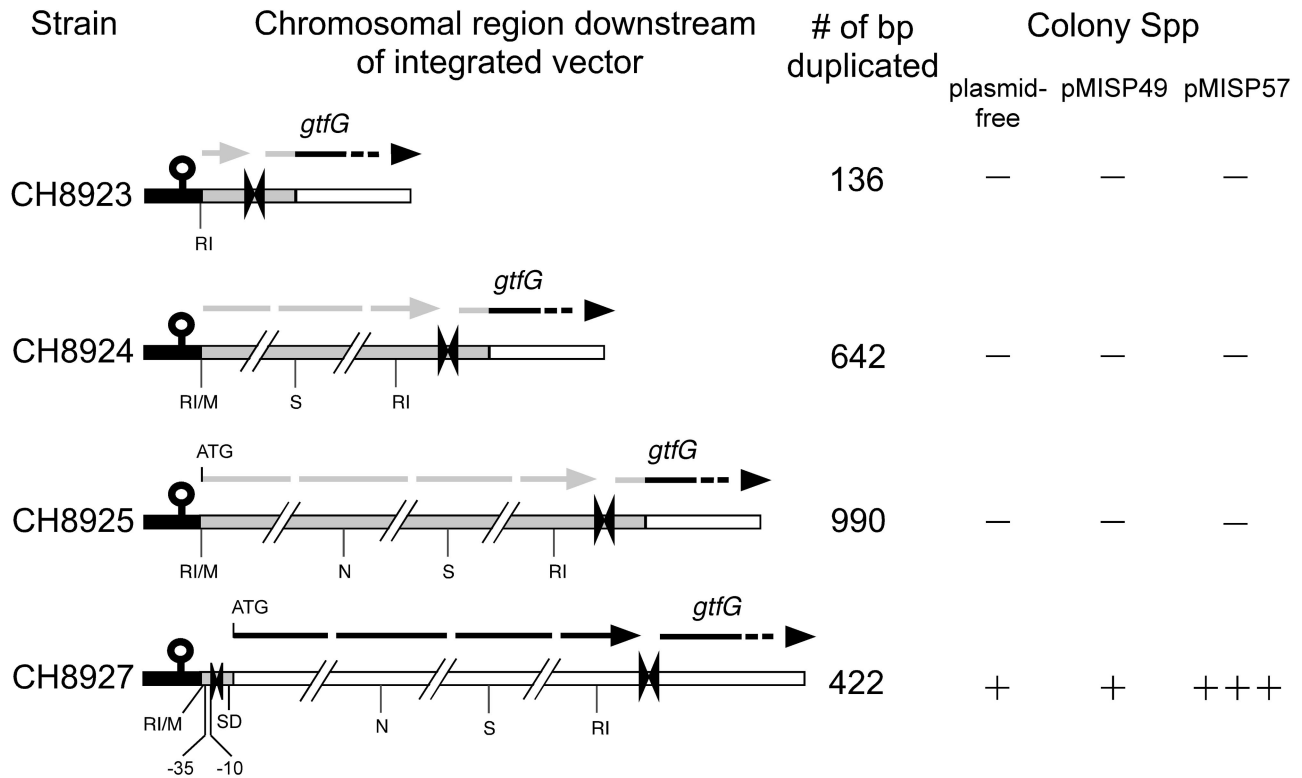 Strain
Chromosomal region downstream
of integrated vector
# of bp
duplicated
Colony Spp
plasmid-
free
pMISP49
pMISP57
gtfG
CH8923
136
— — —
RI
gtfG
CH8924
642
— — —
RI/M
S
RI
ATG
gtfG
CH8925
990
— — —
RI/M
N
S
RI
ATG
gtfG
CH8927
422
+ + +++
RI/M
SD
N
S
RI
-35
-10